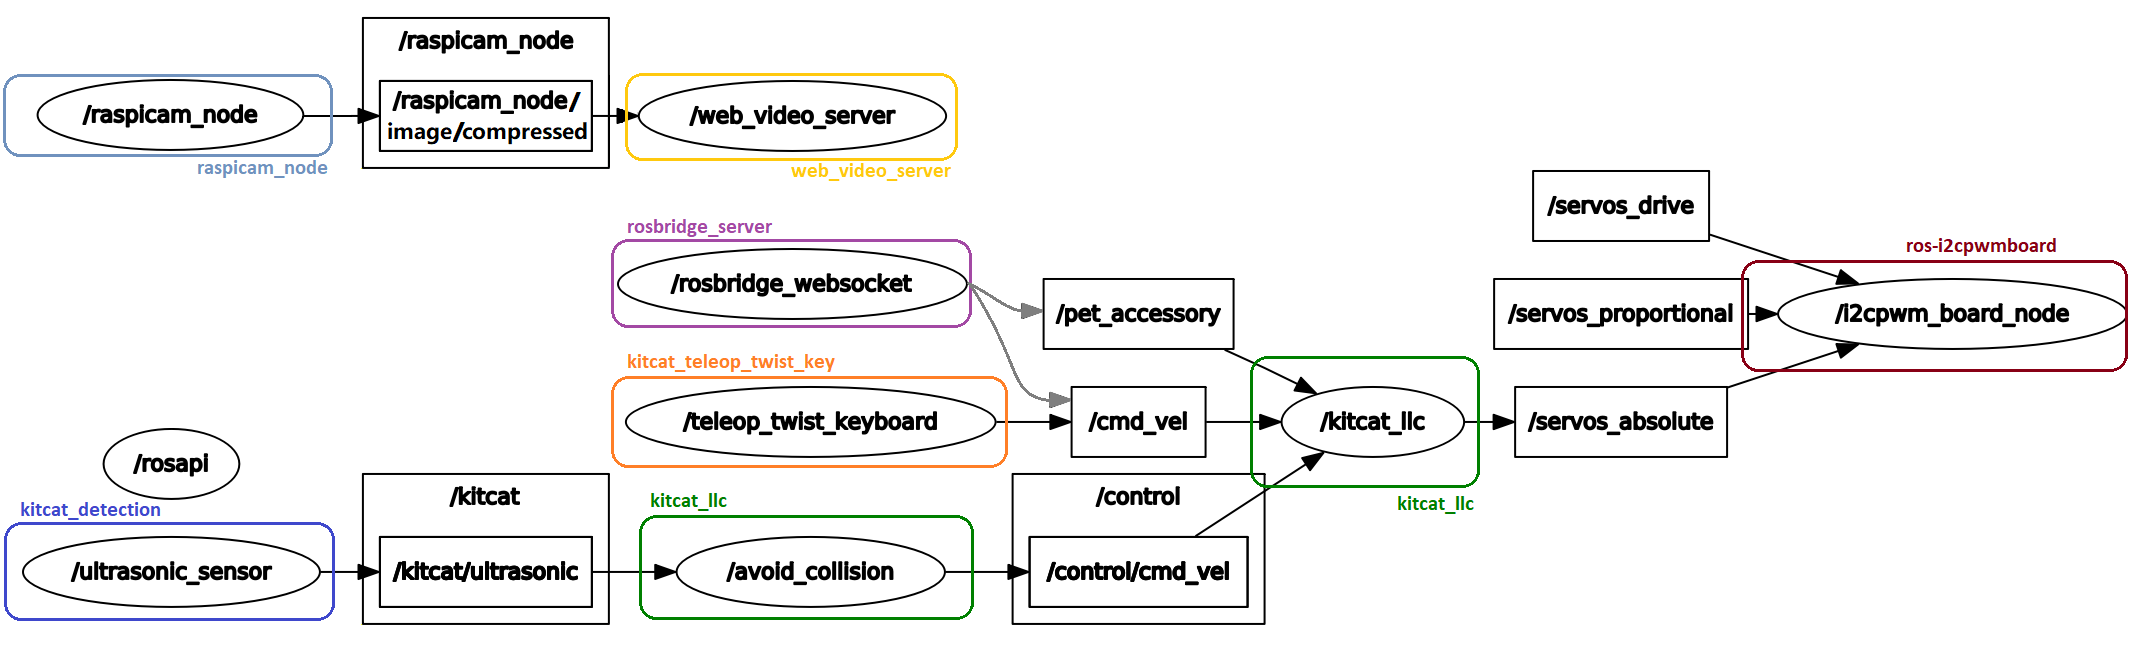 /raspicam_node
/raspicam_node
/raspicam_node/
image/compressed
/web_video_server
raspicam_node
web_video_server
/servos_drive
rosbridge_server
ros-i2cpwmboard
/rosbridge_websocket
/pet_accessory
/servos_proportional
/i2cpwm_board_node
kitcat_teleop_twist_key
/teleop_twist_keyboard
/cmd_vel
/kitcat_llc
/servos_absolute
/rosapi
kitcat_detection
/kitcat
kitcat_llc
/control
kitcat_llc
/ultrasonic_sensor
/kitcat/ultrasonic
/avoid_collision
/control/cmd_vel